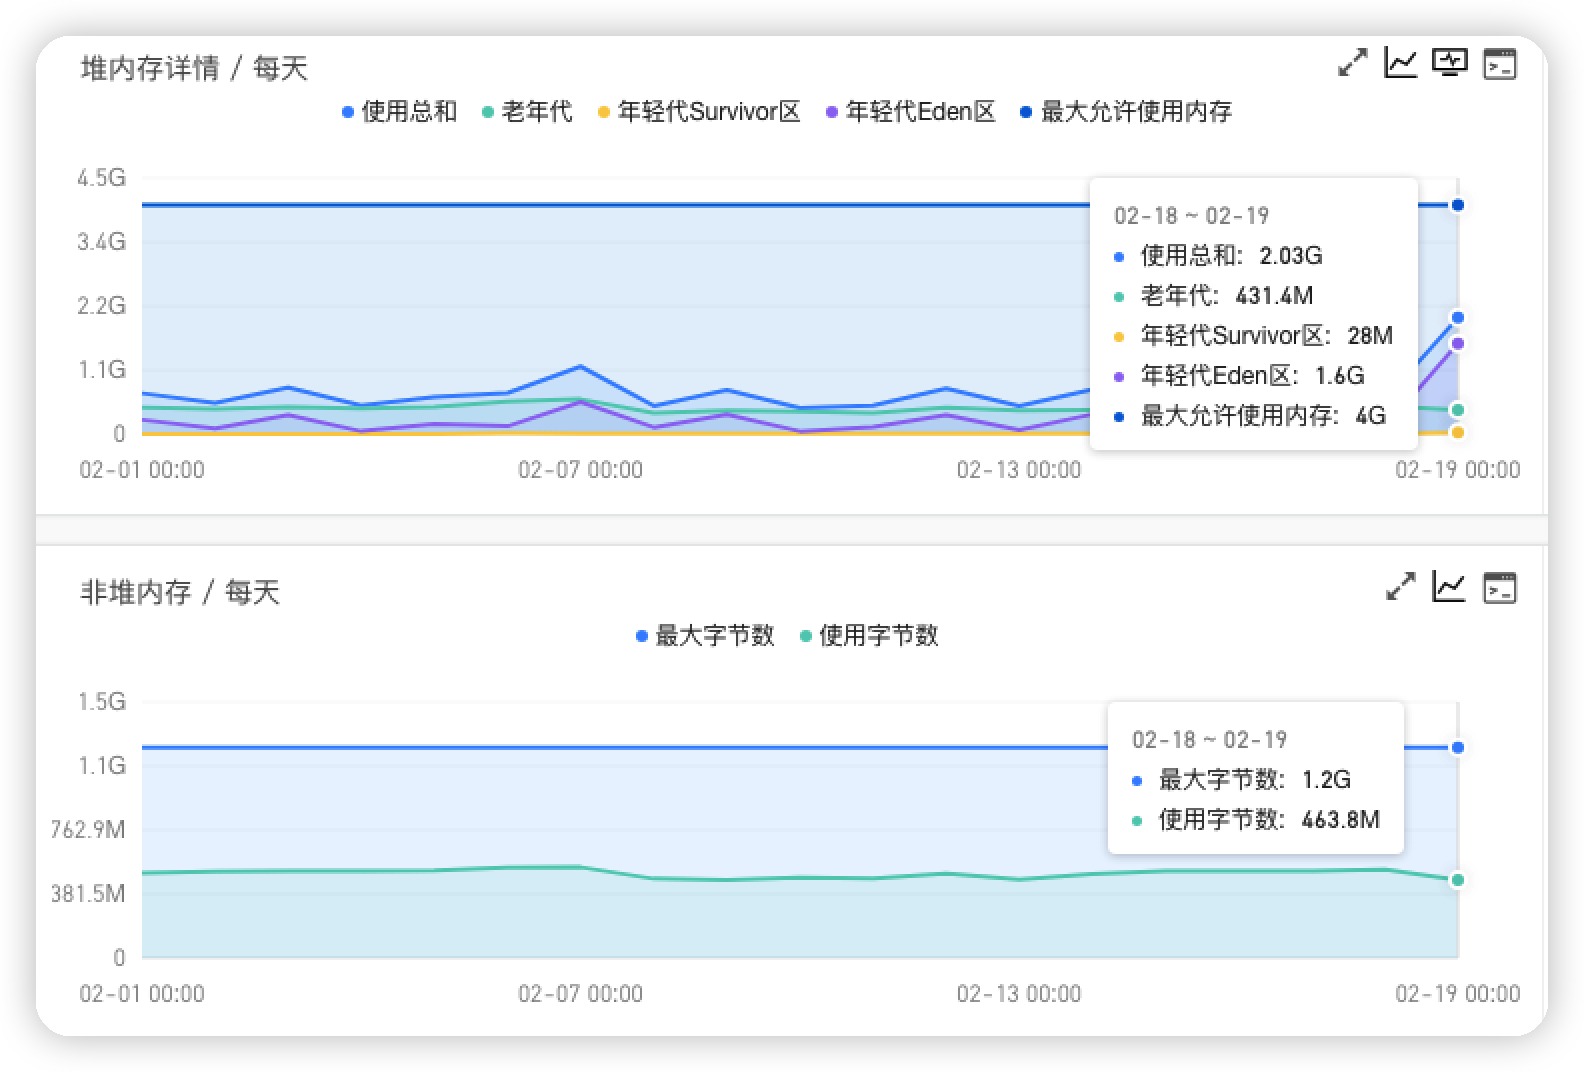 堆内存详情 / 每天
使用总和 老年代 年轻代Survivor区 年轻代Eden区 最大允许使用内存
4.5G
3.4G
2.2G
1.1G
0
02-18 ~ 02-19
使用总和: 2.03G
老年代: 431.4M
年轻代Survivor区: 28M
年轻代Eden区: 1.6G
最大允许使用内存: 4G
02-01 00:00 02-07 00:00 02-13 00:00 02-19 00:00
非堆内存 / 每天
最大字节数 使用字节数
1.5G
1.1G
762.9M
381.5M
0
02-18 ~ 02-19
最大字节数: 1.2G
使用字节数: 463.8M
02-01 00:00 02-07 00:00 02-13 00:00 02-19 00:00